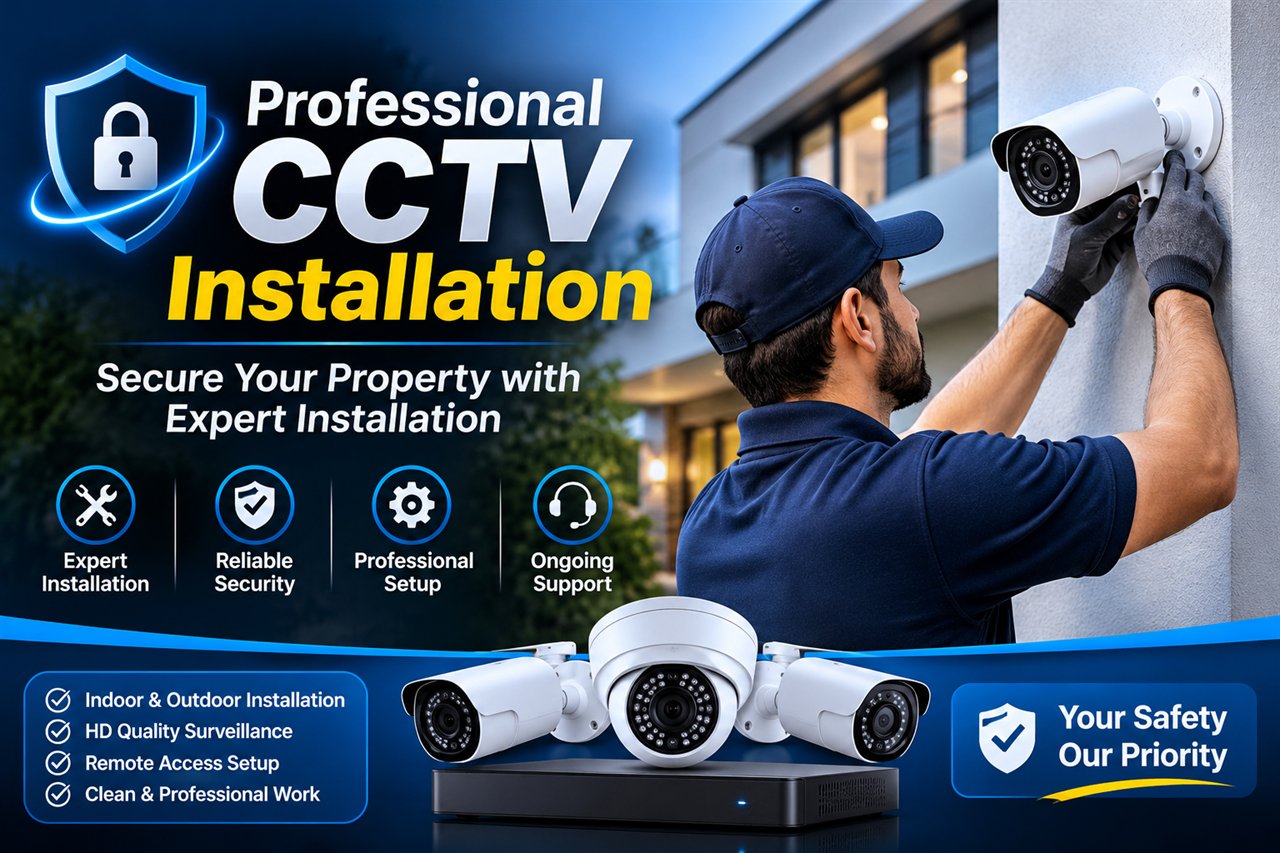 Professional
CCTV
Installation
Secure Your Property with
Expert Installation
Expert
Installation
Reliable
Security
Professional
Setup
Ongoing
Support
Indoor & Outdoor Installation
HD Quality Surveillance
Remote Access Setup
Clean & Professional Work
Your Safety
Our Priority